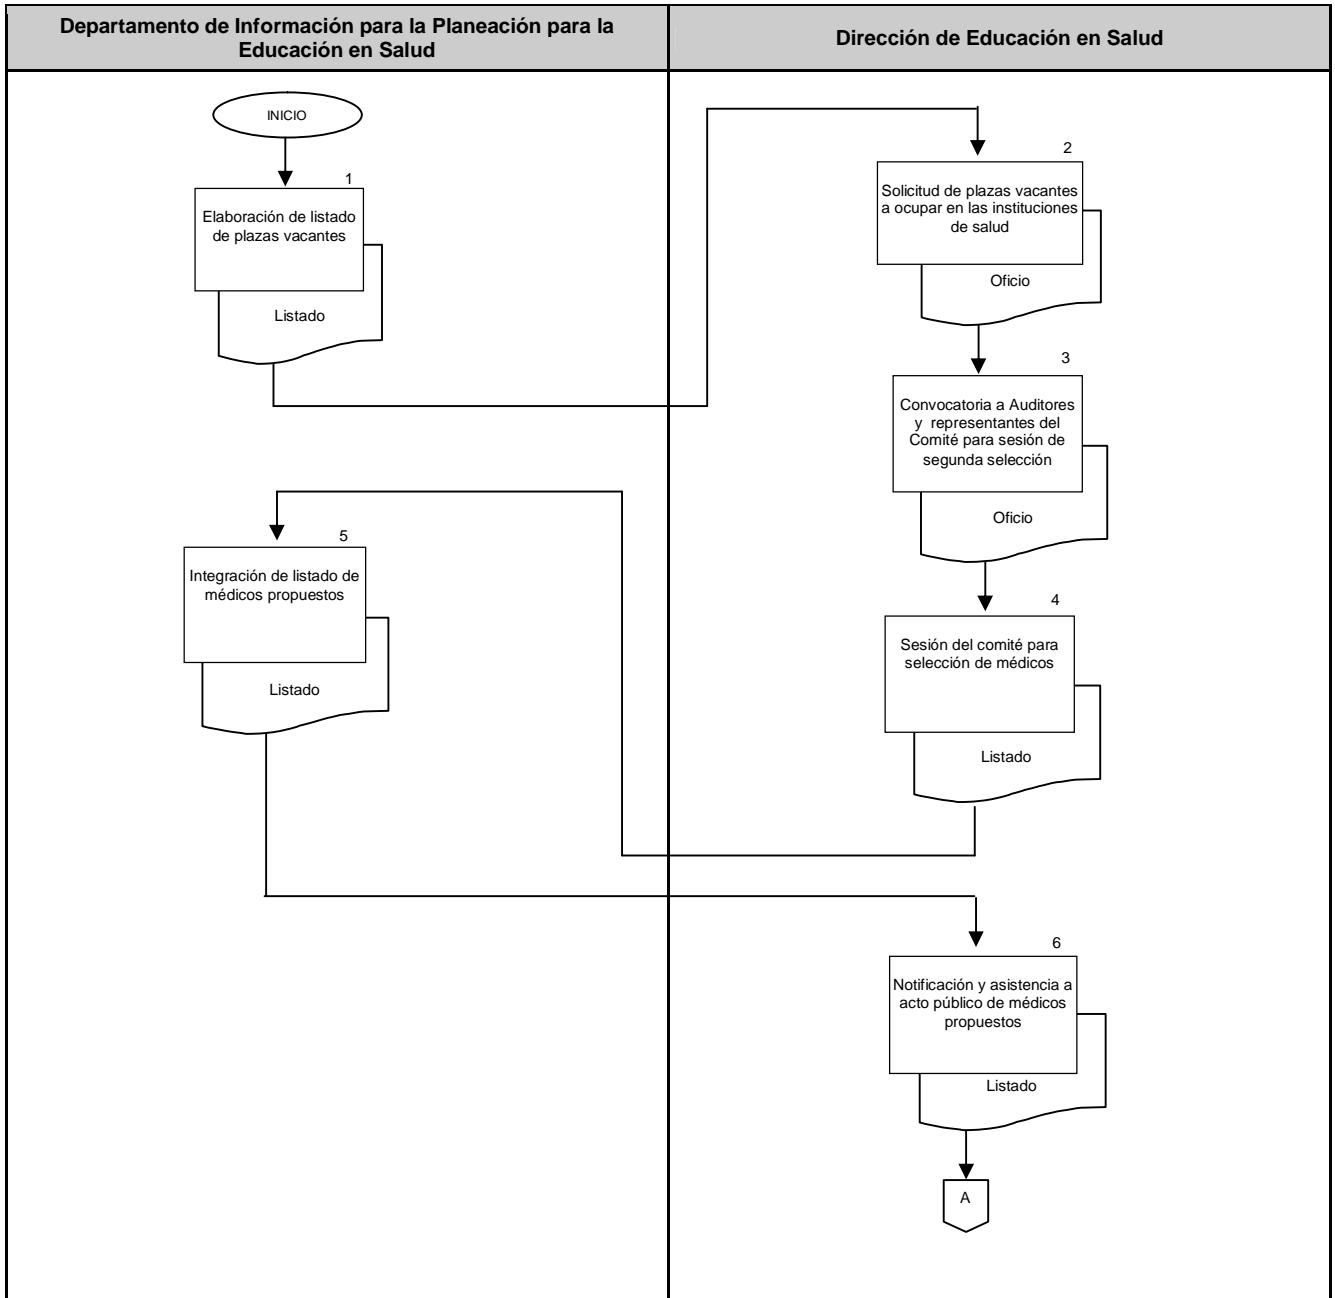 Departamento de Información para la Planeación para la
Educación en Salud
Dirección de Educación en Salud
INICIO
1
Elaboración de listado
de plazas vacantes
Listado
2
Solicitud de plazas vacantes
a ocupar en las instituciones
de salud
Oficio
3
Convocatoria a Auditores
y representantes del
Comité para sesión de
segunda selección
Oficio
4
Sesión del comité para
selección de médicos
Listado
5
Integración de listado de
médicos propuestos
Listado
6
Notificación y asistencia a
acto público de médicos
propuestos
Listado
A